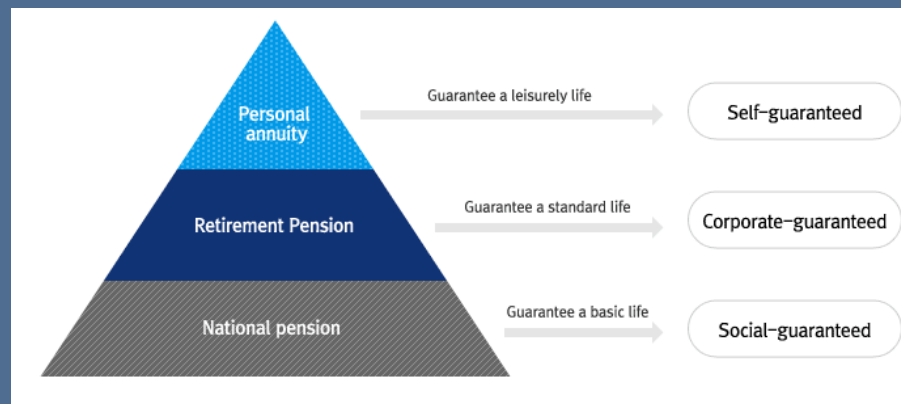 Personal
annuity
Guarantee a leisurely life
Self-guaranteed
Retirement Pension
Guarantee a standard life
Corporate-guaranteed
National pension
Guarantee a basic life
Social-guaranteed